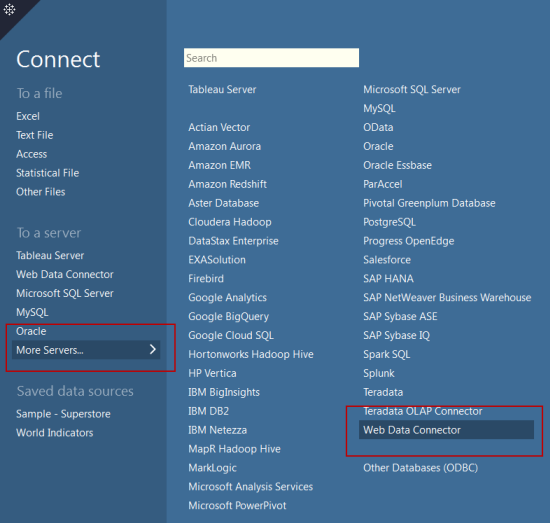 Connect
To a file
Excel
Text File
Access
Statistical File
Other Files
To a server
Tableau Server
Web Data Connector
Microsoft SQL Server
MySQL
Oracle
More Servers...
Saved data sources
Sample - Superstore
World Indicators
Search
Tableau Server
Actian Vector
Amazon Aurora
Amazon EMR
Amazon Redshift
Aster Database
Cloudera Hadoop
DataStax Enterprise
EXASolution
Firebird
Google Analytics
Google BigQuery
Google Cloud SQL
Hortonworks Hadoop Hive
HP Vertica
IBM BigInsights
IBM DB2
IBM Netezza
MapR Hadoop Hive
MarkLogic
Microsoft Analysis Services
Microsoft PowerPivot
Microsoft SQL Server
MySQL
OData
Oracle
Oracle Essbase
ParAccel
Pivotal Greenplum Database
PostgreSQL
Progress OpenEdge
Salesforce
SAP HANA
SAP NetWeaver Business Warehouse
SAP Sybase ASE
SAP Sybase IQ
Spark SQL
Splunk
Teradata
Teradata OLAP Connector
Web Data Connector
Other Databases (ODBC)